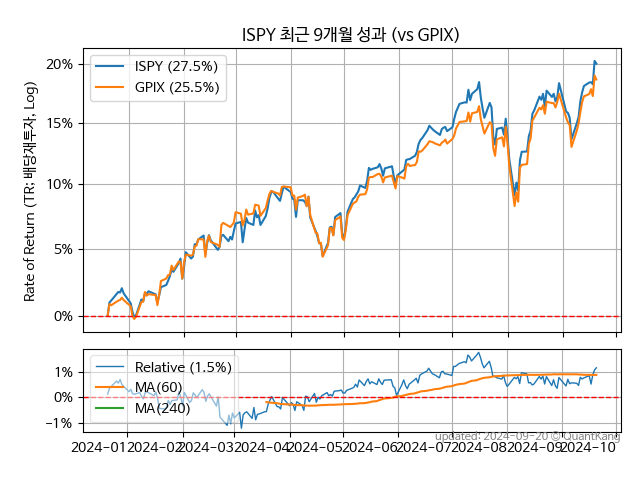 ISPY 최근 9개월 성과 (vs GPIX)
Rate of Return (TR: 배당재투자, Log)
20%
15%
10%
5%
0%
ISPY (27.5%)
GPIX (25.5%)
1%
0%
−1%
Relative (1.5%)
MA(60)
MA(240)
updated: 2024-09-20 © QuantKang
2024-01 2024-02 2024-03 2024-04 2024-05 2024-06 2024-07 2024-08 2024-09 2024-10